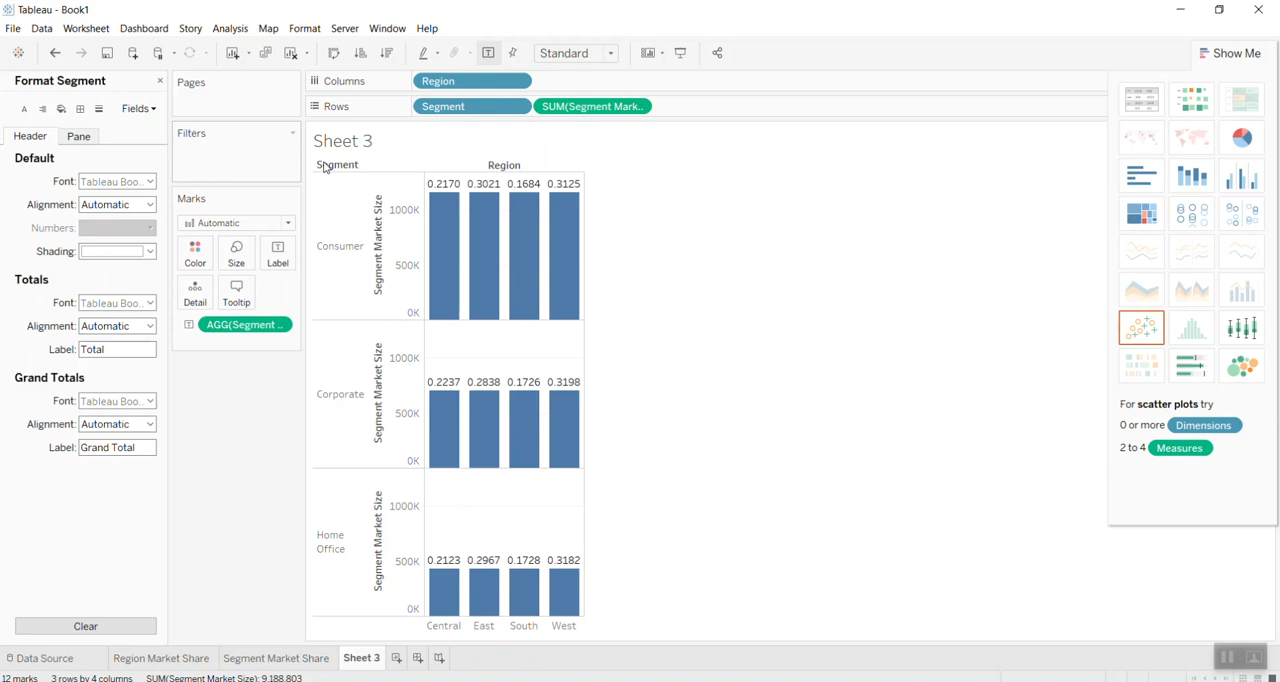 Tableau - Book1
File Data Worksheet Dashboard Story Analysis Map Format Server Window Help
Standard
Show Me
Format Segment
Fields
Header Pane
Default
Font: Tableau Boo..
Alignment: Automatic
Numbers:
Shading:
Totals
Font: Tableau Boo..
Alignment: Automatic
Label: Total
Grand Totals
Font: Tableau Boo..
Alignment: Automatic
Label: Grand Total
Clear
Pages
Filters
Marks
Automatic
Color Size Label
Detail Tooltip
AGG(Segment ..
Columns Region
Rows Segment SUM(Segment Mark..
Sheet 3
Segment Region
0.2170 0.3021 0.1684 0.3125
1000K
Consumer Segment Market Size
500K
0K
1000K
0.2237 0.2838 0.1726 0.3198
Corporate Segment Market Size
500K
0K
1000K
Home Office Segment Market Size
500K 0.2123 0.2967 0.1728 0.3182
0K
Central East South West
For scatter plots try
0 or more Dimensions
2 to 4 Measures
Data Source Region Market Share Segment Market Share Sheet 3
12 marks 3 rows by 4 columns SUM(Segment Market Size): 9,188,803